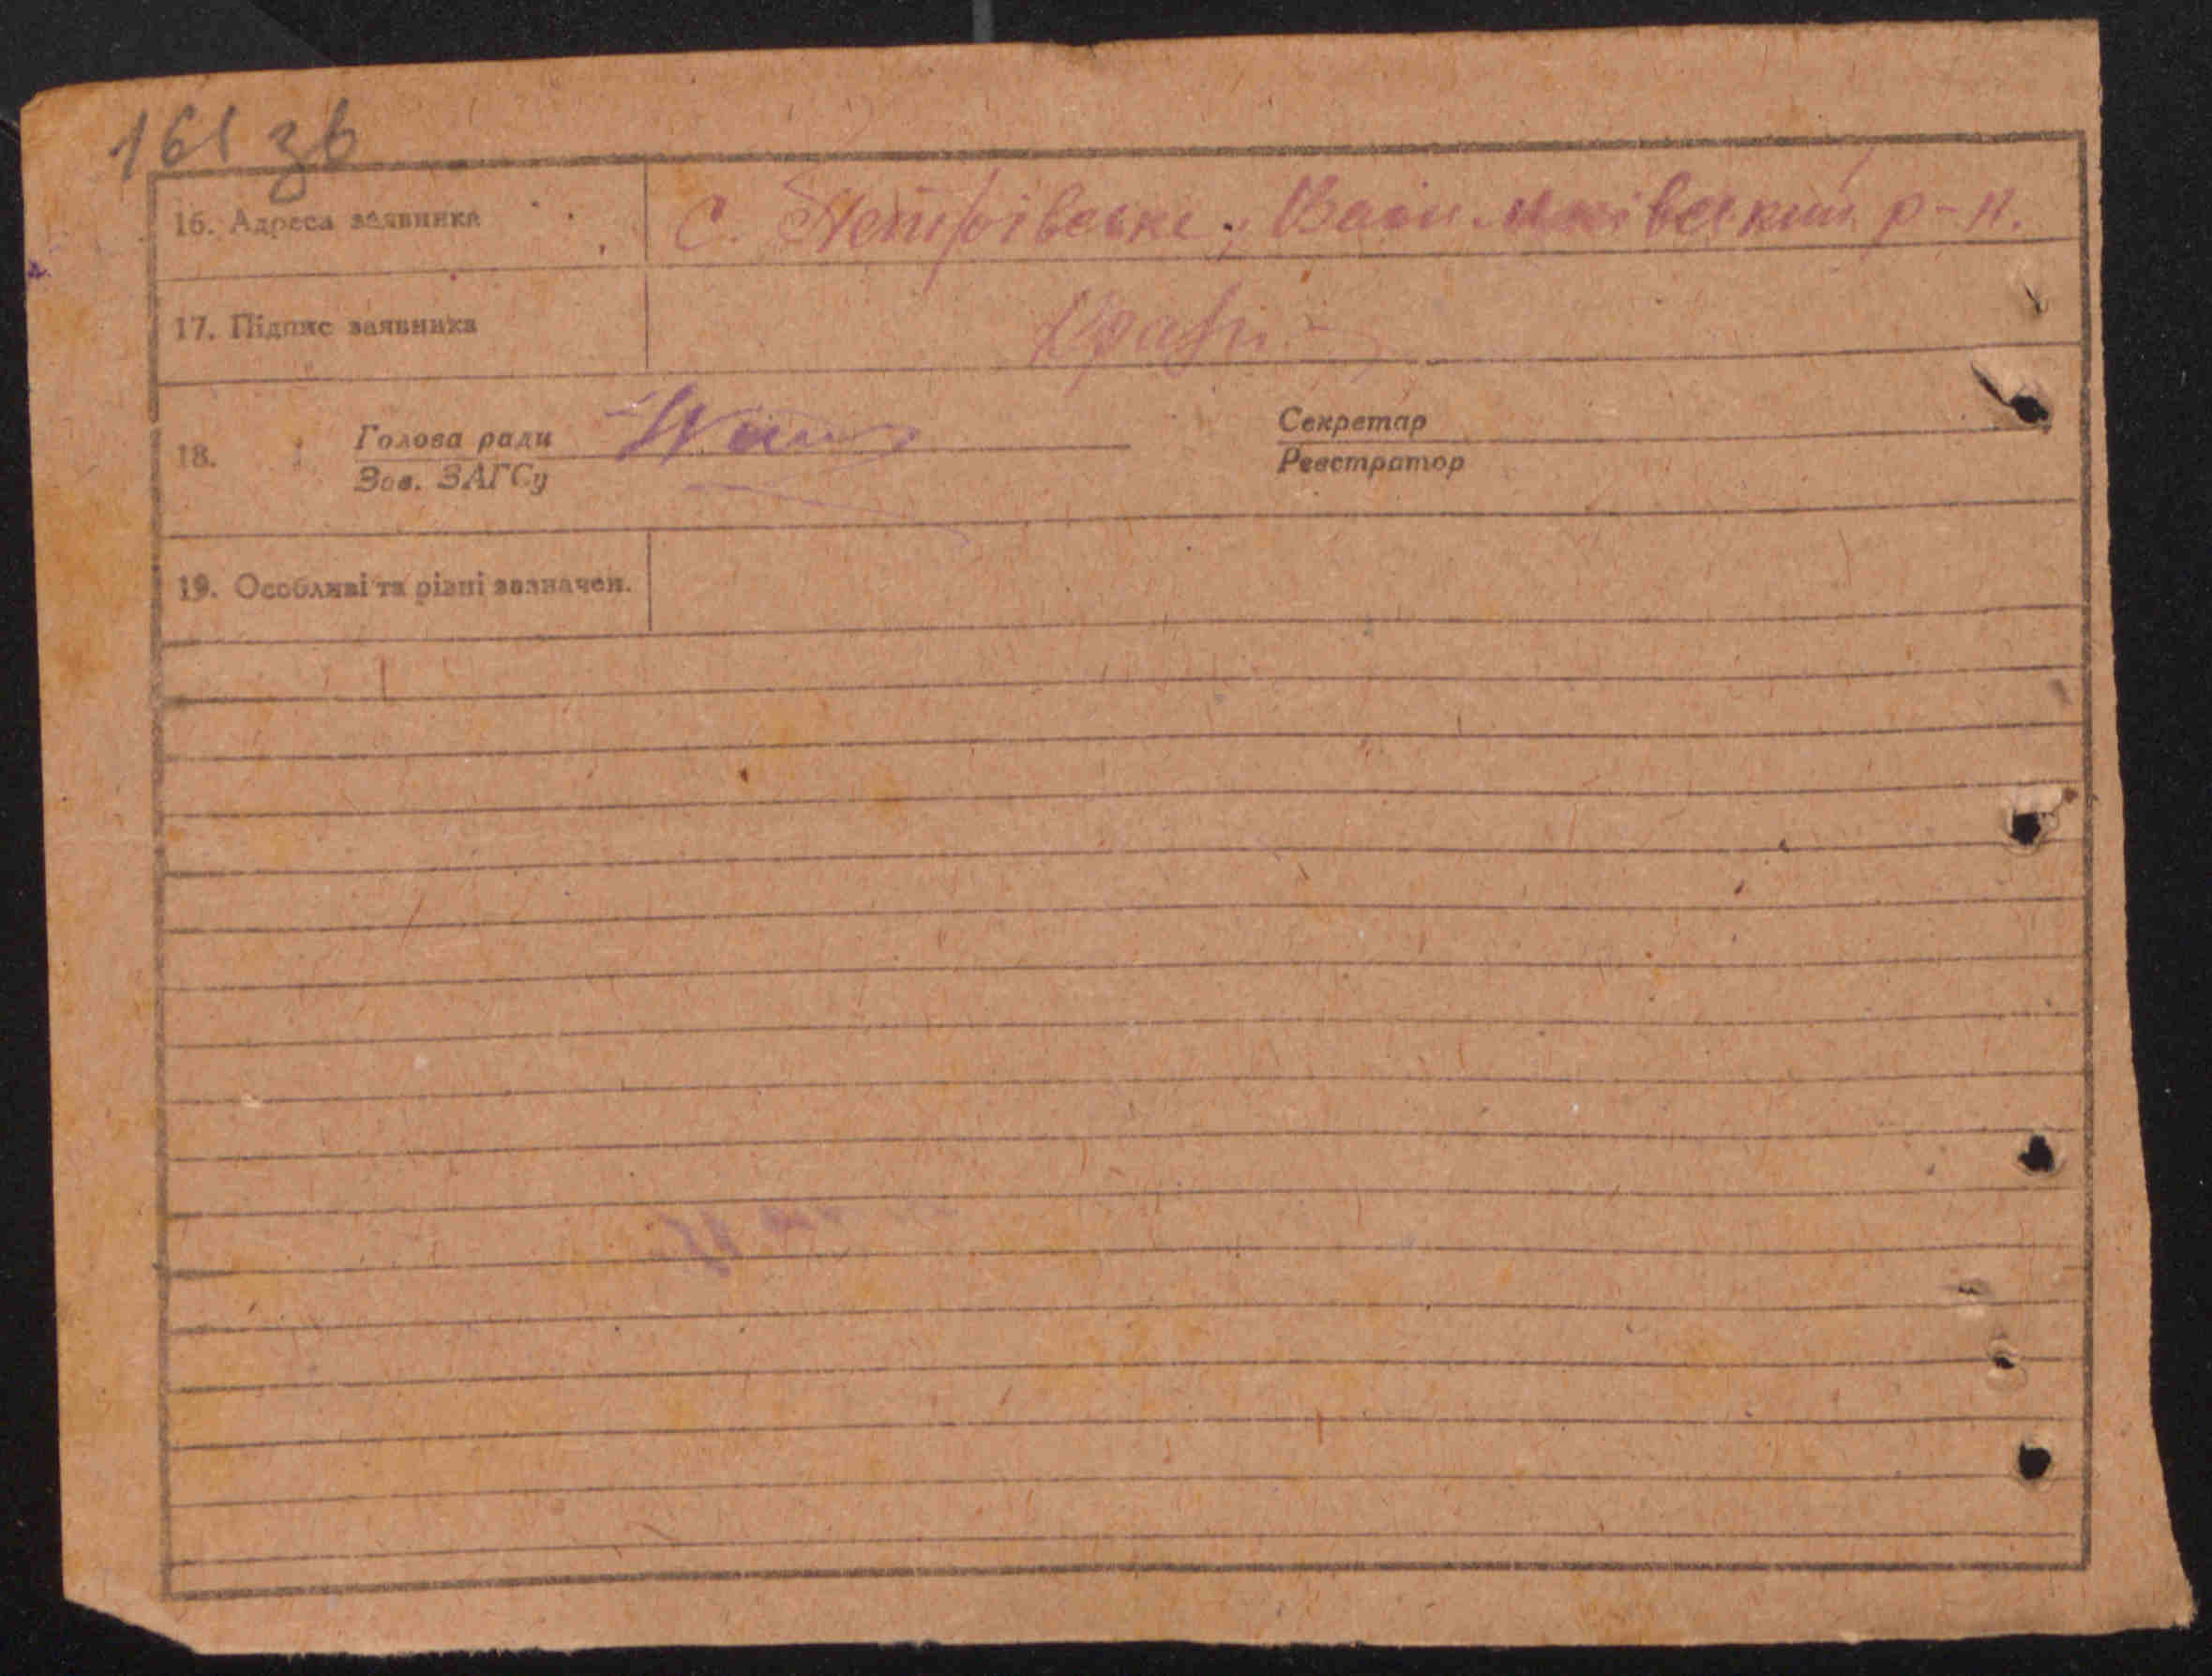 161 зв
16. Адреса заявника С. Петрівське, р-н.
17. Підпис заявника
18. Голова ради Секретар
Зав. ЗАГСу Реєстратор
19. Особливі та різні зазначен.